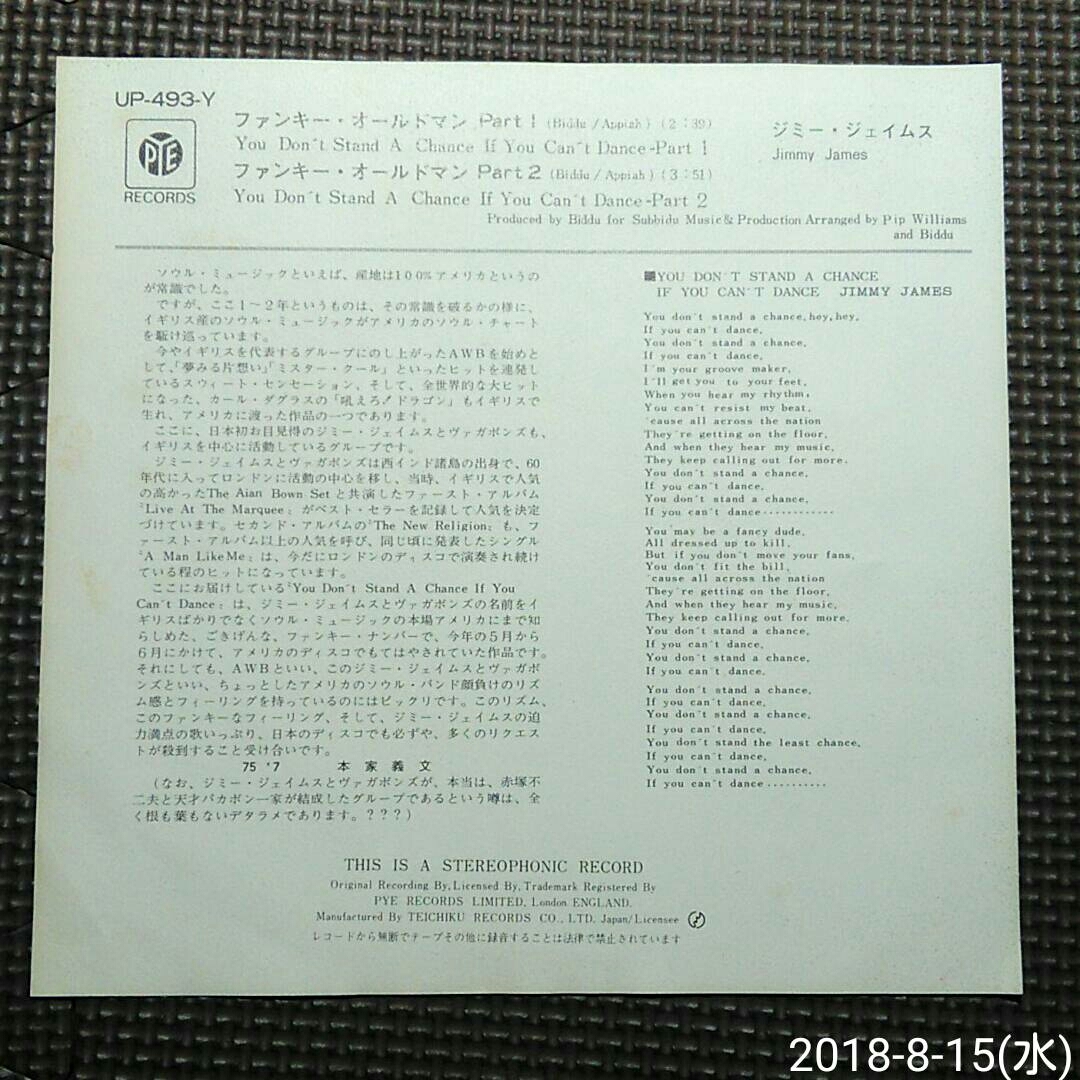 UP-493-Y
PYE
RECORDS
ファンキー・オールドマン Part 1 (Biddu/Appiah) (2:39)
You Don't Stand A Chance If You Can't Dance-Part 1
ファンキー・オールドマン Part 2 (Biddu/Appiah) (3:51)
You Don't Stand A Chance If You Can't Dance-Part 2
ジミー・ジェイムス
Jimmy James
Produced by Biddu for Subbidu Music & Production Arranged by Pip Williams
and Biddu
ソウル・ミュージックといえば、産地は100%アメリカというの
が常識でした。
ですが、ここ1〜2年というものは、その常識を破るかの様に、
イギリス産のソウル・ミュージックがアメリカのソウル・チャート
を駆け巡っています。
今やイギリスを代表するグループにのし上がったAWBを始めと
して、「夢みる片想い」「ミスター・クール」といったヒットを連発し
ているスウィート・センセーション、そして、全世界的な大ヒット
になった、カール・ダグラスの「吼えろ!ドラゴン」もイギリスで
生れ、アメリカに渡った作品の一つであります。
ここに、日本初お目見得のジミー・ジェイムスとヴァガボンズも、
イギリスを中心に活動しているグループです。
ジミー・ジェイムスとヴァガボンズは西インド諸島の出身で、60
年代に入ってロンドンに活動の中心を移し、当時、イギリスで人気
の高かったThe Aian Bown Setと共演したファースト・アルバム
"Live At The Marquee„がベスト・セラーを記録して人気を決定
づけています。セカンド・アルバムの"The New Religion„も、フ
ァースト・アルバム以上の人気を呼び、同じ頃に発表したシングル
"A Man Like Me„は、今だにロンドンのディスコで演奏され続け
ている程のヒットになっています。
ここにお届けしている"You Don't Stand A Chance If You
Can't Dance„は、ジミー・ジェイムスとヴァガボンズの名前をイ
ギリスばかりでなくソウル・ミュージックの本場アメリカにまで知
らしめた、ごきげんな、ファンキー・ナンバーで、今年の5月から
6月にかけて、アメリカのディスコでもてはやされていた作品です。
それにしても、AWBといい、このジミー・ジェイムスとヴァガボ
ンズといい、ちょっとしたアメリカのソウル・バンド顔負けのリズ
ム感とフィーリングを持っているのにはビックリです。このリズム、
このファンキーなフィーリング、そして、ジミー・ジェイムスの迫
力満点の歌いっぷり、日本のディスコでも必ずや、多くのリクエス
トが殺到すること受け合いです。
75 '7 本家義文
(なお、ジミー・ジェイムスとヴァガボンズが、本当は、赤塚不
二夫と天才バカボン一家が結成したグループであるという噂は、全
く根も葉もないデタラメであります。???)
YOU DON'T STAND A CHANCE
IF YOU CAN'T DANCE JIMMY JAMES
You don't stand a chance, hey, hey,
If you can't dance,
You don't stand a chance,
If you can't dance,
I'm your groove maker,
I'll get you to your feet,
When you hear my rhythm,
You can't resist my beat,
'cause all across the nation
They're getting on the floor,
And when they hear my music,
They keep calling out for more.
You don't stand a chance,
If you can't dance,
You don't stand a chance,
If you can't dance…………
You may be a fancy dude,
All dressed up to kill,
But if you don't move your fans,
You don't fit the bill,
'cause all across the nation
They're getting on the floor,
And when they hear my music,
They keep calling out for more.
You don't stand a chance,
If you can't dance,
You don't stand a chance,
If you can't dance,
You don't stand a chance,
If you can't dance,
You don't stand a chance,
If you can't dance,
You don't stand the least chance,
If you can't dance,
You don't stand a chance,
If you can't dance…………
THIS IS A STEREOPHONIC RECORD
Original Recording By, Licensed By, Trademark Registered By
PYE RECORDS LIMITED, London ENGLAND.
Manufactured By TEICHIKU RECORDS CO., LTD. Japan/Licensee
レコードから無断でテープその他に録音することは法律で禁止されています
2018-8-15(水)